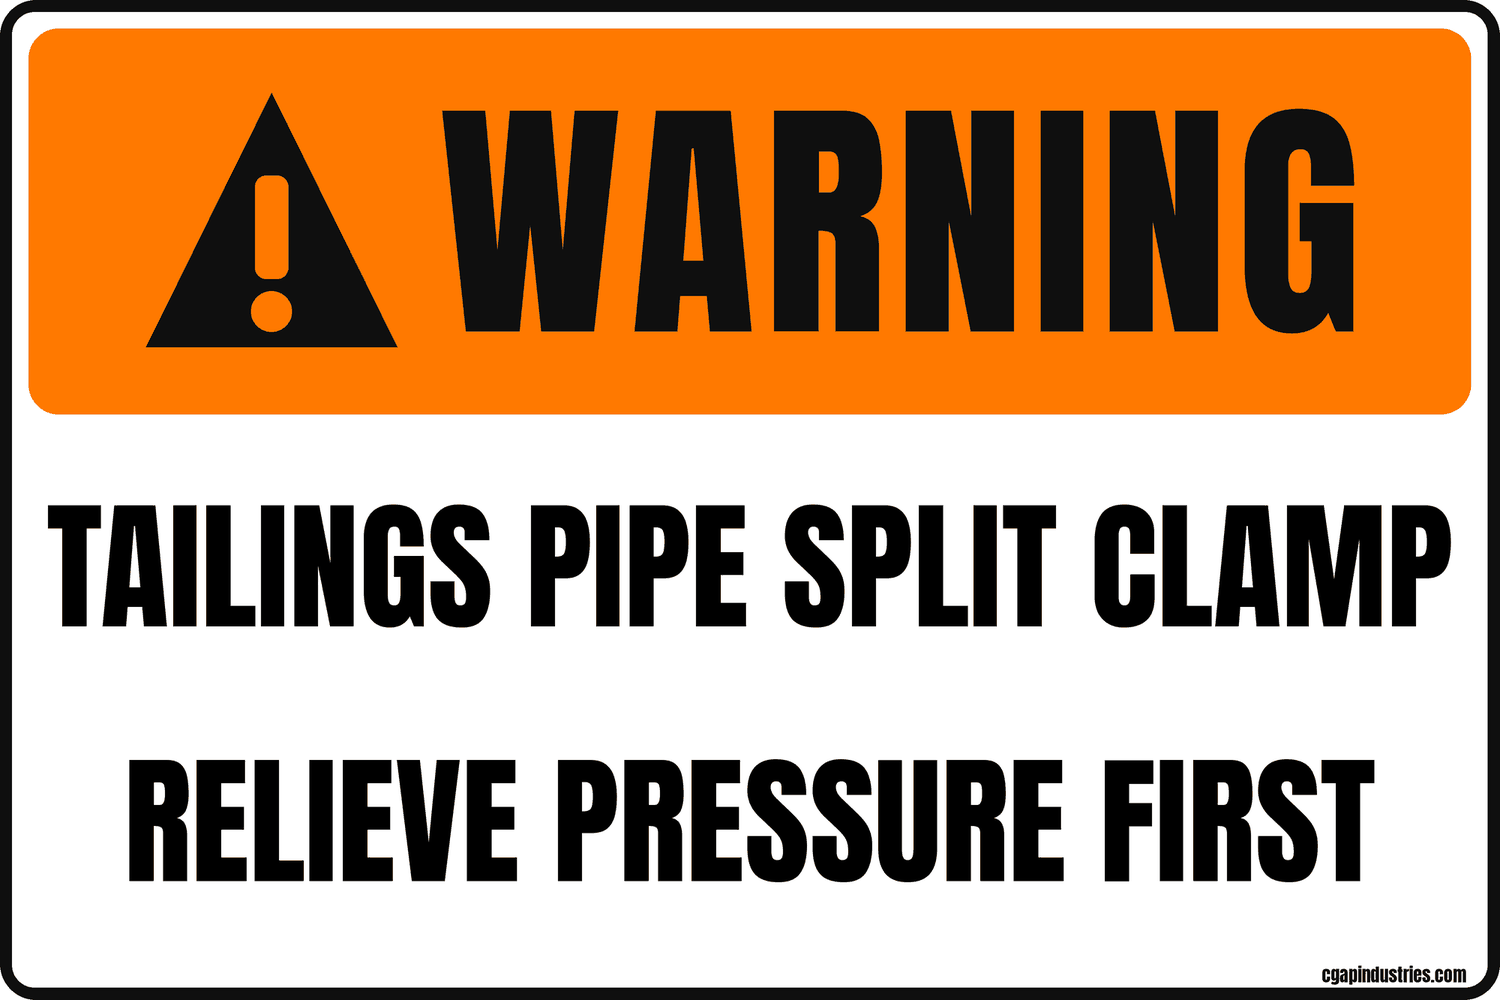 WARNING
TAILINGS PIPE SPLIT CLAMP
RELIEVE PRESSURE FIRST
cgapindustries.com